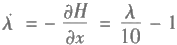 λ̇ = − ∂H/∂x = λ/10 − 1